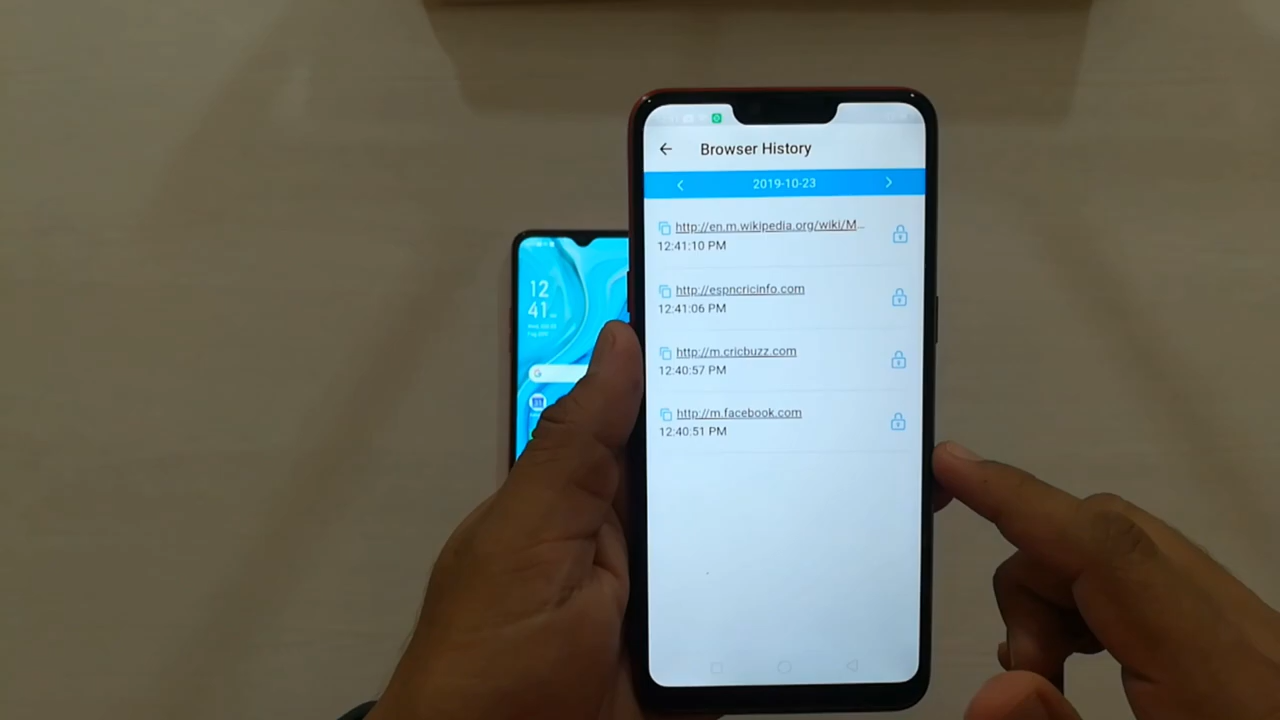 Browser History
2019-10-23
http://en.m.wikipedia.org/wiki/M...
12:41:10 PM
http://espncricinfo.com
12:41:06 PM
http://m.cricbuzz.com
12:40:57 PM
http://m.facebook.com
12:40:51 PM
12
41
G
31